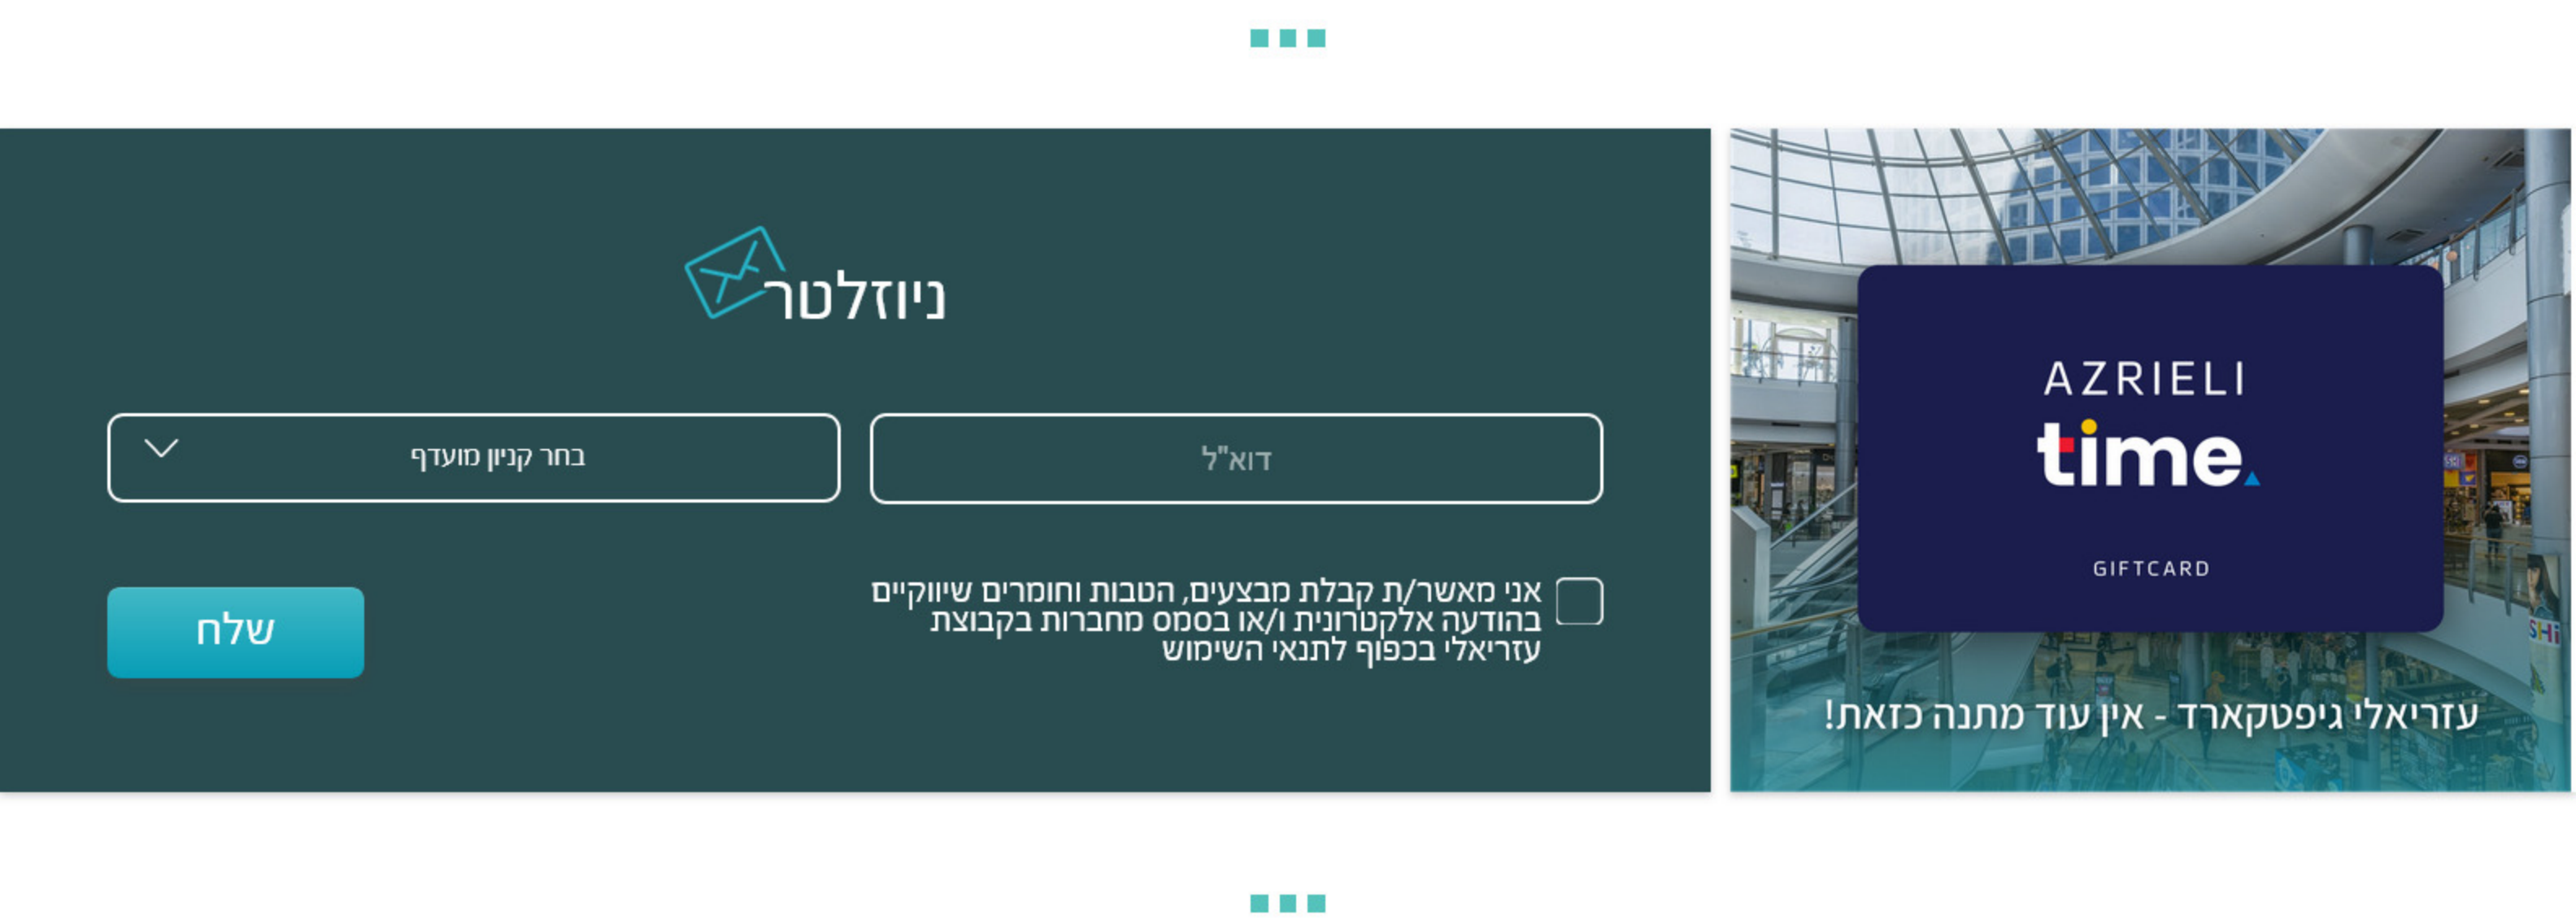 AZRIELI
time.
GIFTCARD
עזריאלי גיפטקארד - אין עוד מתנה כזאת!
ניוזלטר
דוא"ל
בחר קניון מועדף
אני מאשר/ת קבלת מבצעים, הטבות וחומרים שיווקיים
בהודעה אלקטרונית ו/או בסמס מחברות בקבוצת
עזריאלי בכפוף לתנאי השימוש
שלח